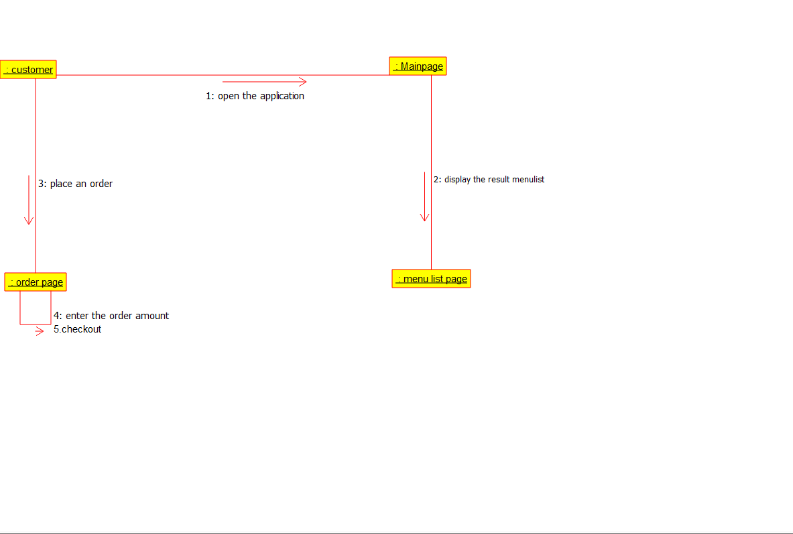 : customer
: Mainpage
1: open the application
3: place an order
2: display the result menulist
: order page
: menu list page
4: enter the order amount
5.checkout